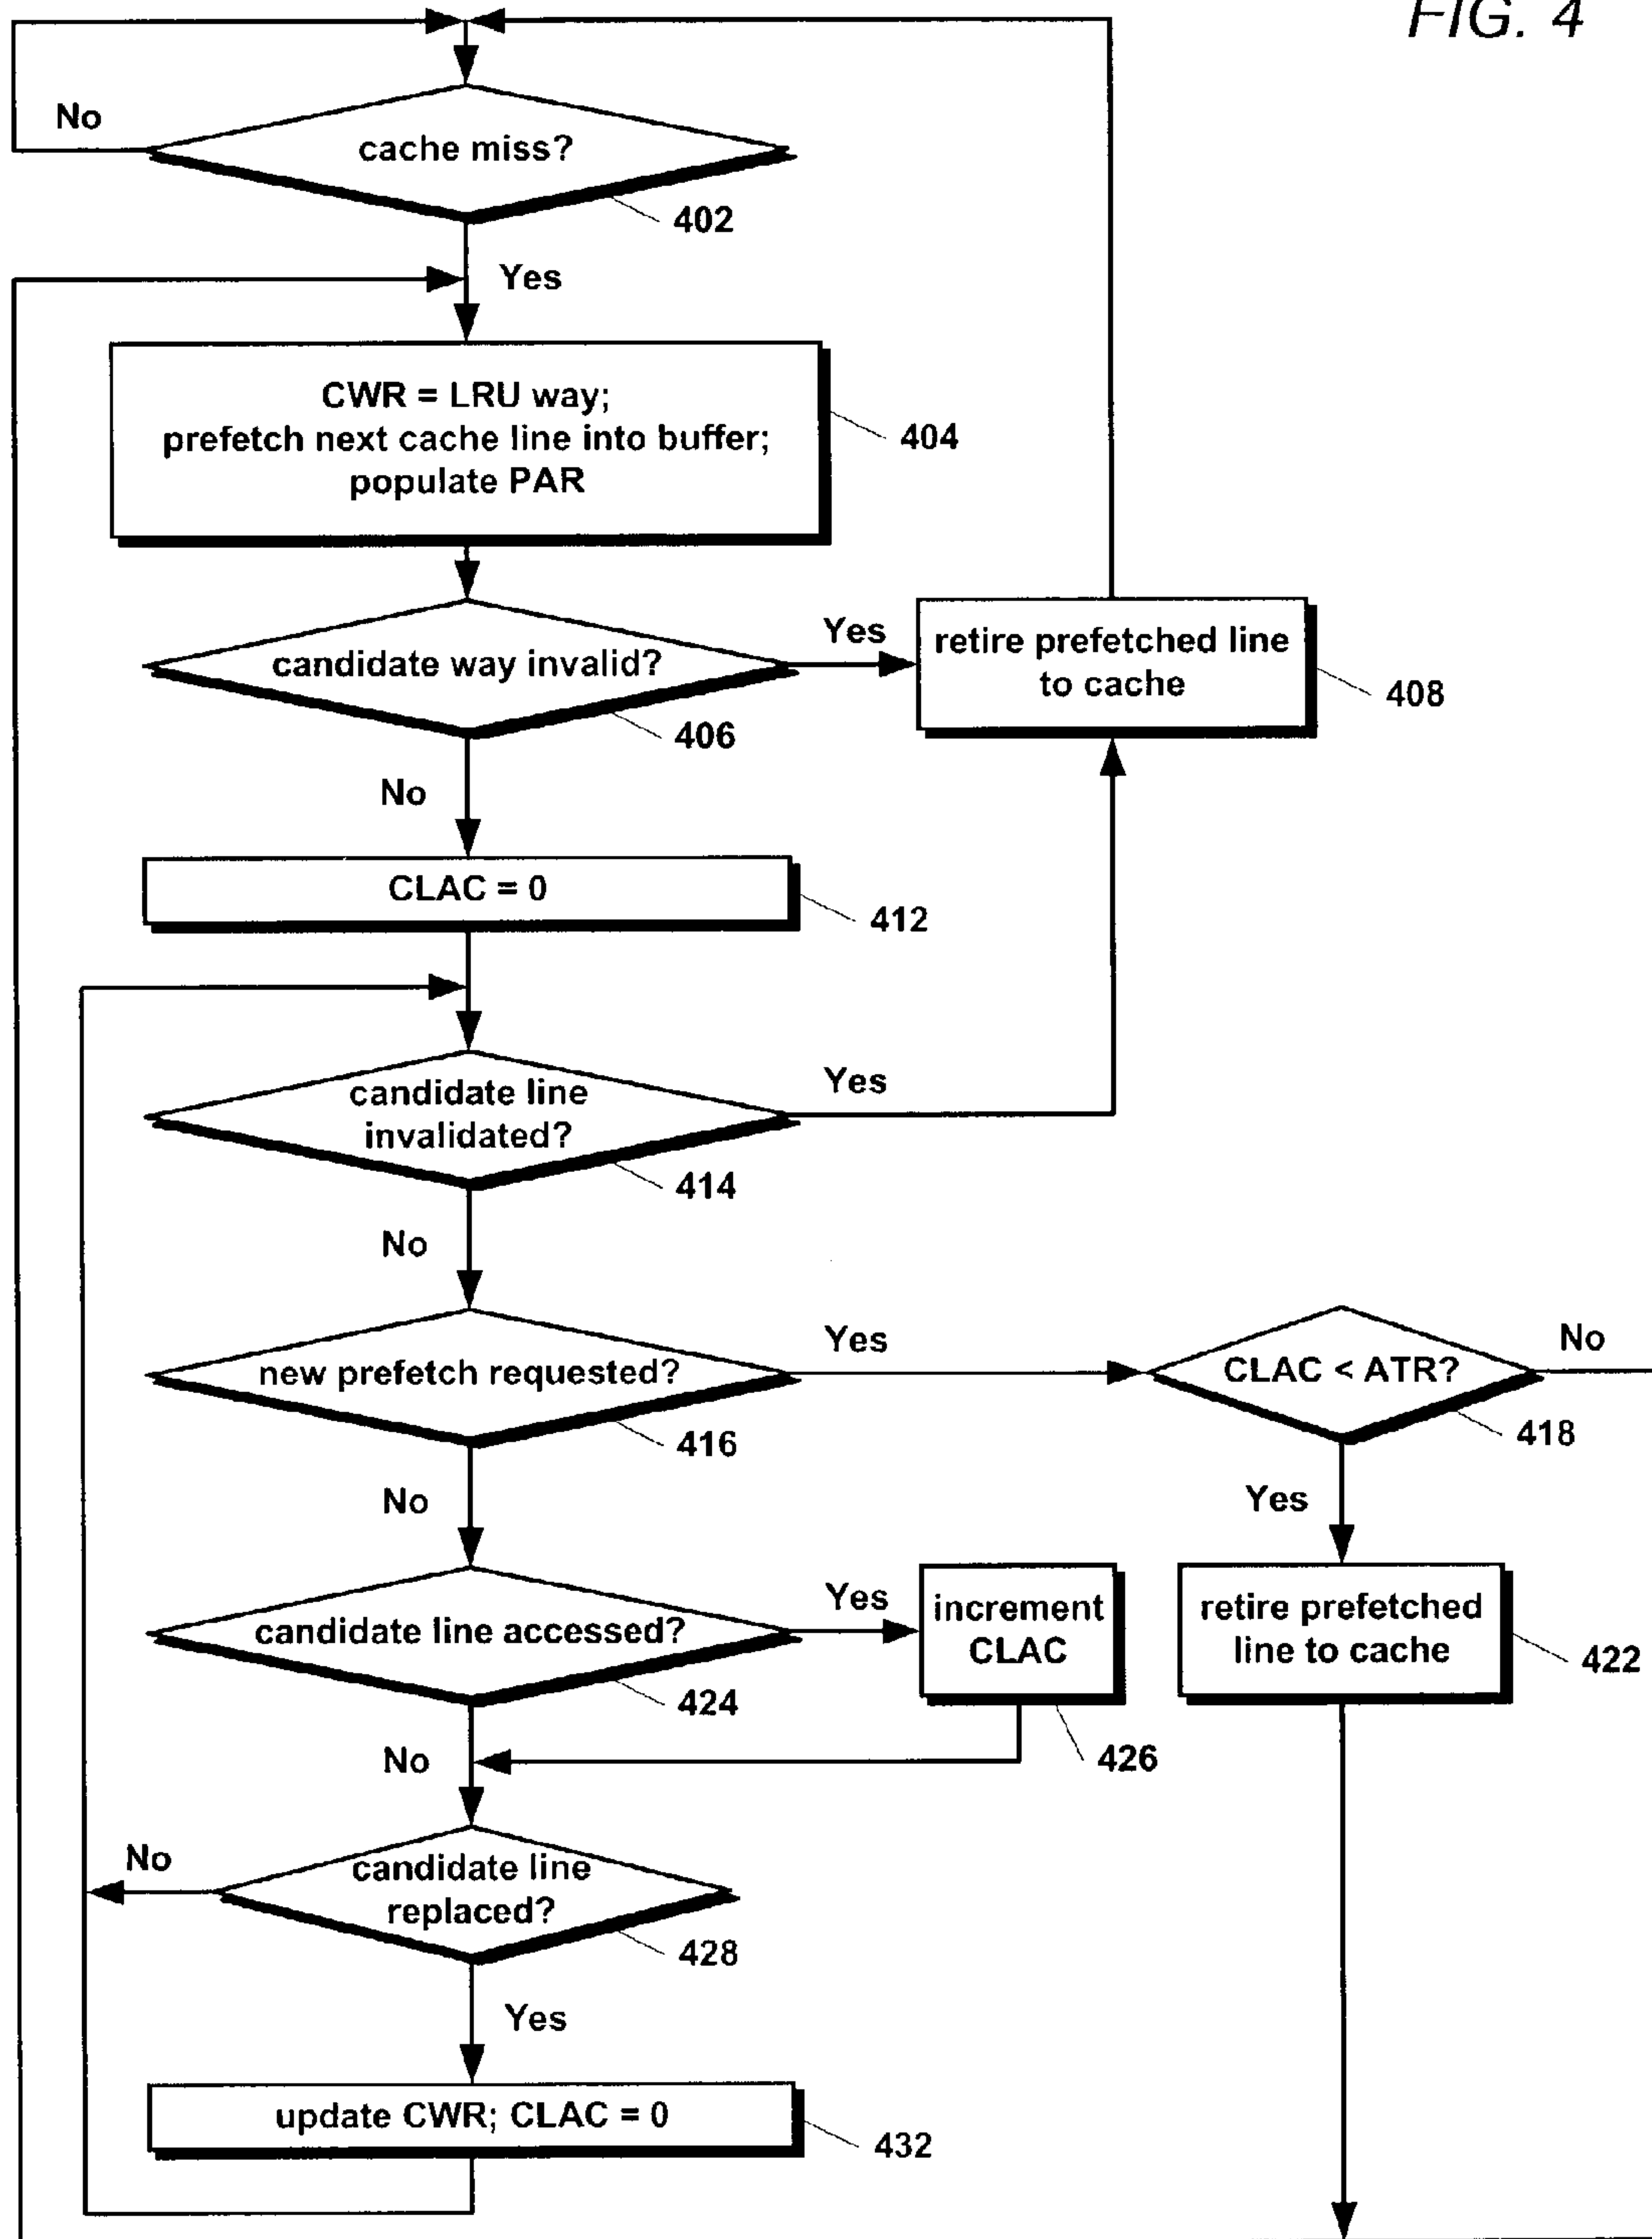 FIG. 4
No
cache miss?
402
Yes
CWR = LRU way;
prefetch next cache line into buffer;
populate PAR
404
candidate way invalid?
Yes
406
retire prefetched line
to cache
408
No
CLAC = 0
412
candidate line
invalidated?
Yes
414
No
new prefetch requested?
Yes
416
CLAC < ATR?
No
418
No
Yes
candidate line accessed?
Yes
424
increment
CLAC
426
retire prefetched
line to cache
422
No
candidate line
replaced?
No
428
Yes
update CWR; CLAC = 0
432